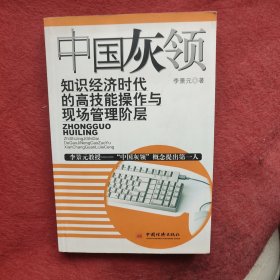 中国灰领
李景元◎著
知识经济时代
的高技能操作与
现场管理阶层
ZHONGGUO
HUILING
李景元教授——“中国灰领”概念提出第一人
中国经济出版社